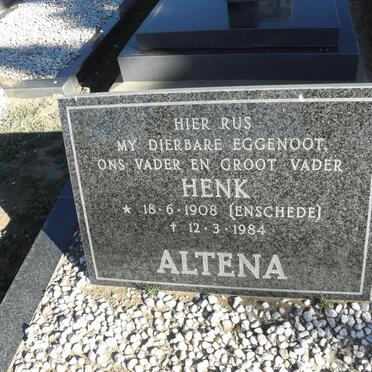 HIER RUS
MY DIERBARE EGGENOOT,
ONS VADER EN GROOT VADER
HENK
★ 18-6-1908 (ENSCHEDE)
† 12-3-1984
ALTENA